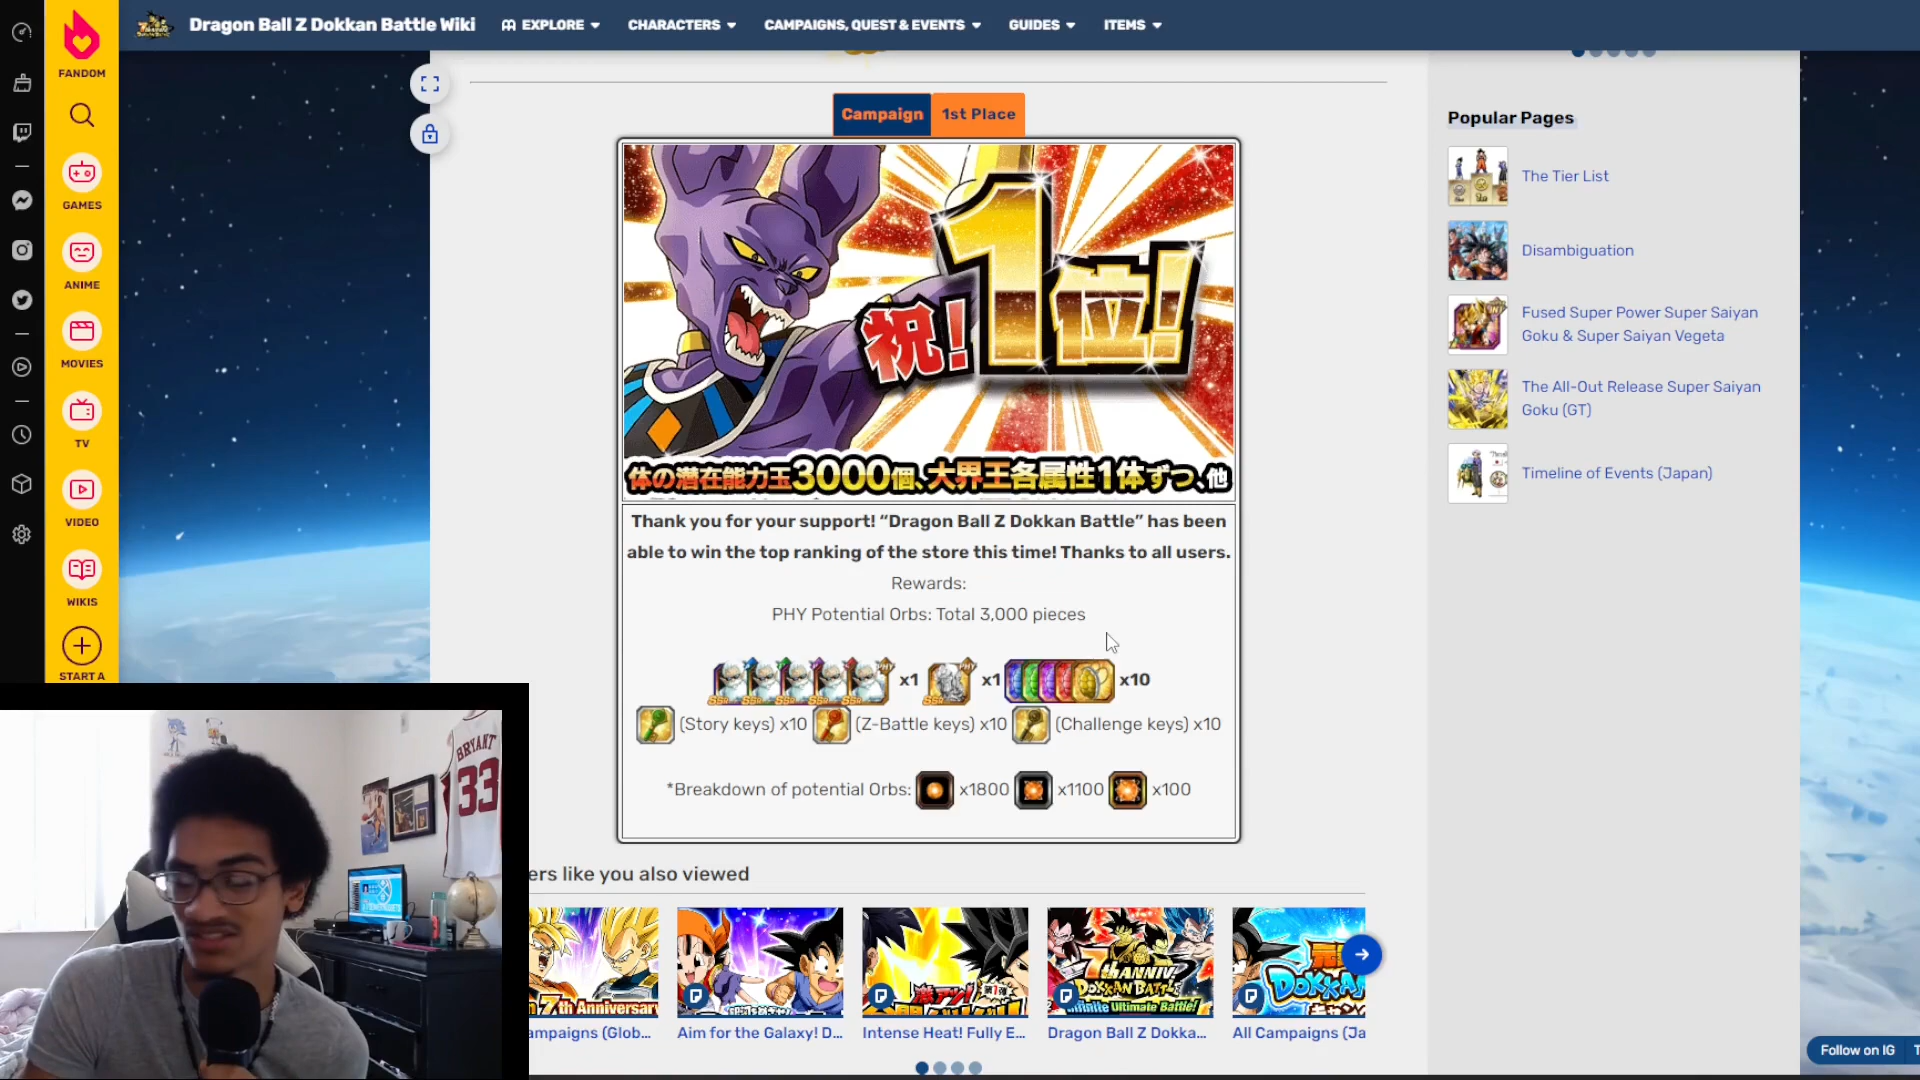 Dragon Ball Z Dokkan Battle Wiki
EXPLORE
CHARACTERS
CAMPAIGNS, QUEST & EVENTS
GUIDES
ITEMS
FANDOM
GAMES
ANIME
MOVIES
TV
VIDEO
WIKIS
START A
Campaign
1st Place
祝!
1位!
体の潜在能力玉3000個、大界王各属性1体ずつ、他
Thank you for your support! “Dragon Ball Z Dokkan Battle” has been
able to win the top ranking of the store this time! Thanks to all users.
Rewards:
PHY Potential Orbs: Total 3,000 pieces
x1
x1
x10
(Story keys) x10
(Z-Battle keys) x10
(Challenge keys) x10
*Breakdown of potential Orbs:
x1800
x1100
x100
Popular Pages
The Tier List
Disambiguation
Fused Super Power Super Saiyan
Goku & Super Saiyan Vegeta
The All-Out Release Super Saiyan
Goku (GT)
Timeline of Events (Japan)
BRYANT
33
ers like you also viewed
7th Anniversar
th ANNIV.
DOKKAN BATTLE
nfinite Ultimate Battle!
ampaigns (Glob...
Aim for the Galaxy! D...
Intense Heat! Fully E...
Dragon Ball Z Dokka...
All Campaigns (Ja
Follow on IG